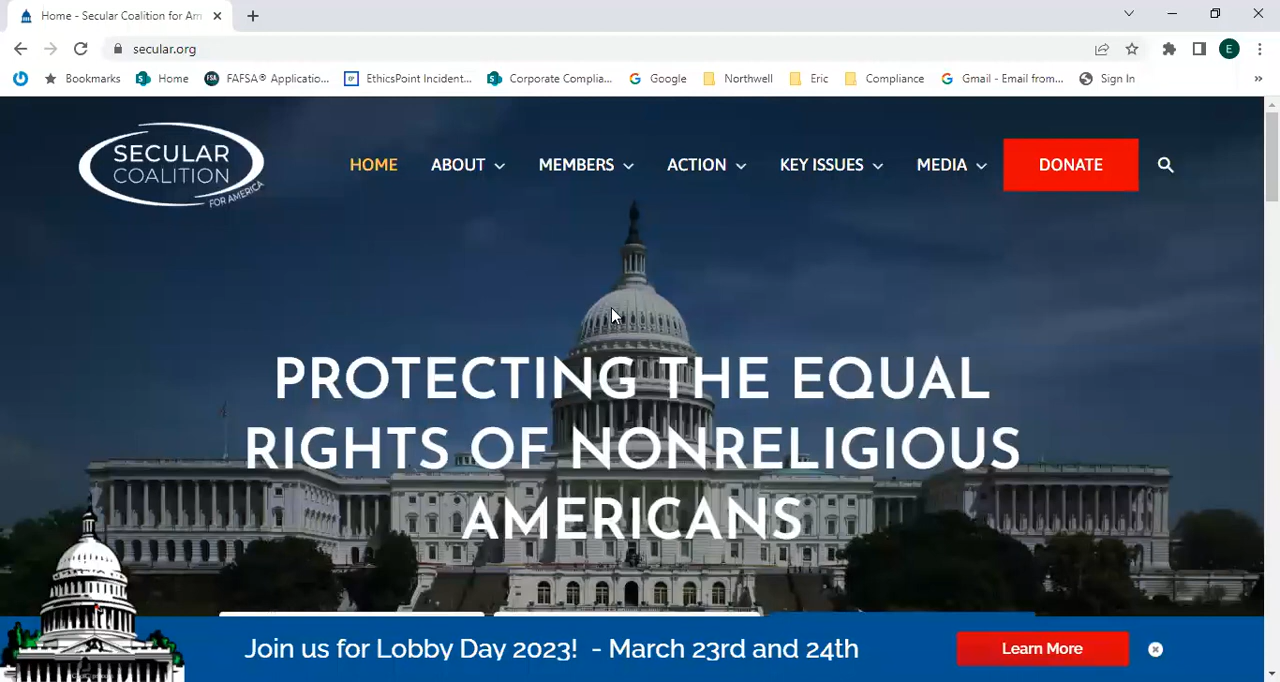 Home - Secular Coalition for Am
secular.org
E
Bookmarks Home FSA FAFSA® Applicatio... EP EthicsPoint Incident... S Corporate Complia... G Google Northwell Eric Compliance G Gmail - Email from... Sign In »
SECULAR
COALITION
FOR AMERICA
HOME ABOUT MEMBERS ACTION KEY ISSUES MEDIA DONATE
PROTECTING THE EQUAL
RIGHTS OF NONRELIGIOUS
AMERICANS
Join us for Lobby Day 2023! - March 23rd and 24th Learn More